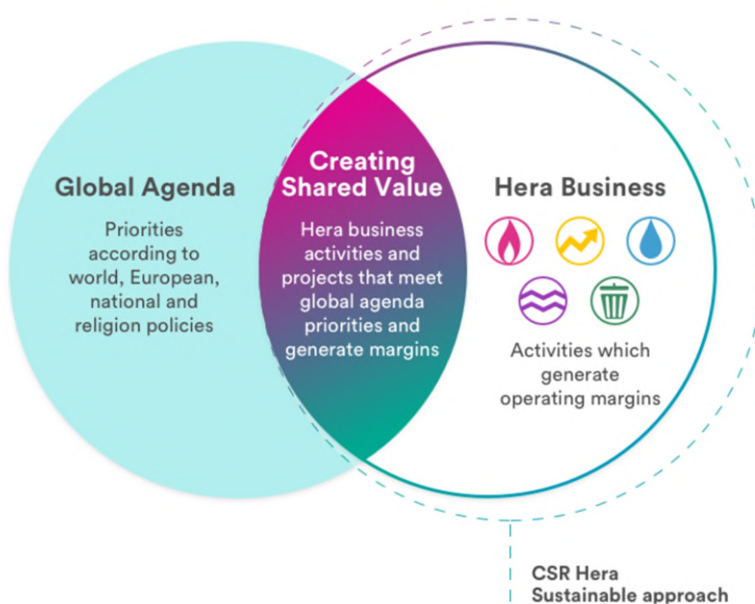 Global Agenda
Priorities
according to
world, European,
national and
religion policies
Creating
Shared Value
Hera business
activities and
projects that meet
global agenda
priorities and
generate margins
Hera Business
Activities which
generate
operating margins
CSR Hera
Sustainable approach